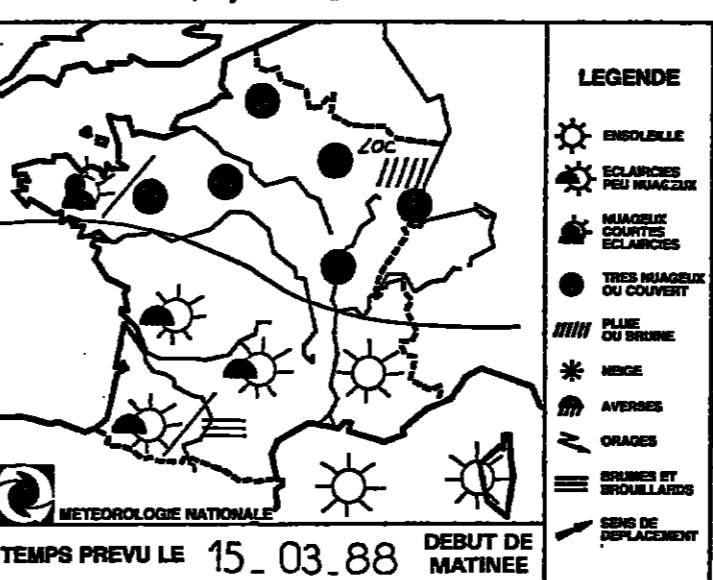 LEGENDE
ENSOLEILLE
ECLAIRCIES
PEU NUAGEUX
NUAGEUX
COURTES
ECLAIRCIES
TRES NUAGEUX
OU COUVERT
PLUIE
OU BRUINE
NEIGE
AVERSES
ORAGES
BRUMES ET
BROUILLARDS
SENS DE
DEPLACEMENT
LOC
METEOROLOGIE NATIONALE
TEMPS PREVU LE 15_03_88 DEBUT DE
MATINEE